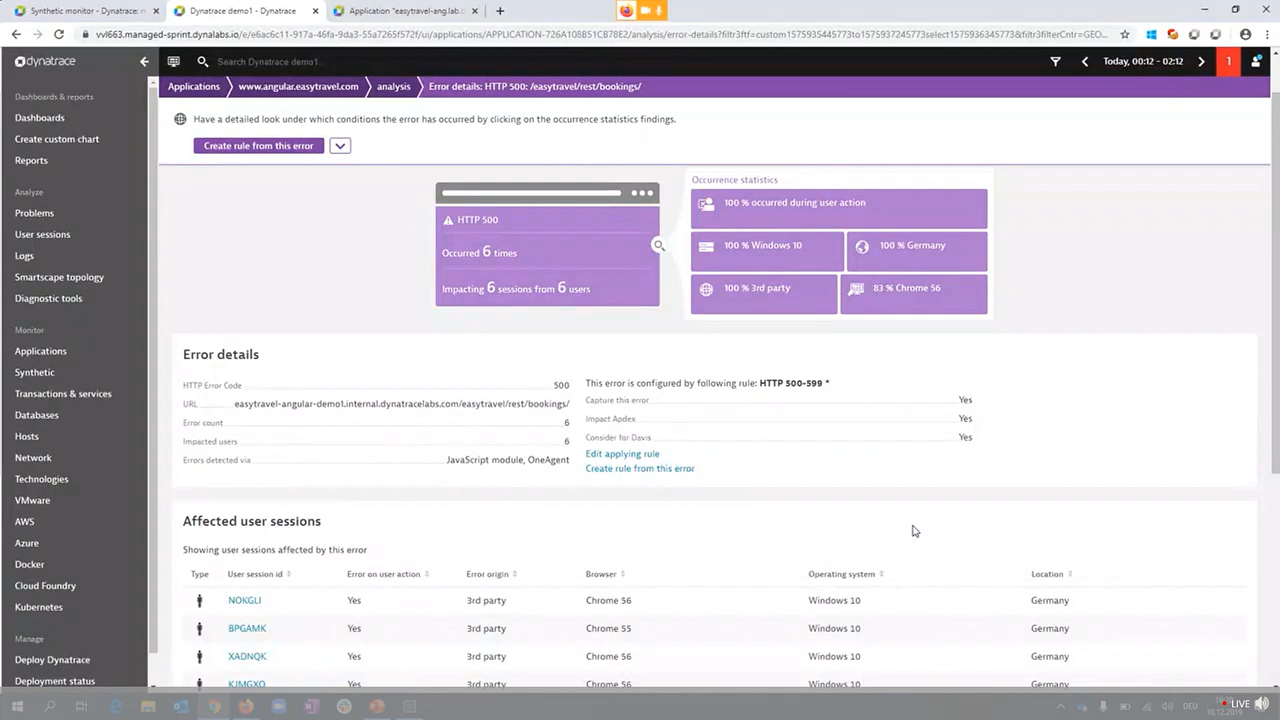 Synthetic monitor - Dynatrace: r
Dynatrace demo1 - Dynatrace
Application "easytravel-ang.lab.d
vvl663.managed-sprint.dynalabs.io/e/e6ac6c11-917a-46fa-9da3-55a7265f572f/ui/applications/APPLICATION-726A108B51CB78E2/analysis/error-details?filtr3ftf=custom1575935445773to1575937245773select1575936345773&gtfilterCntr=GEO...
dynatrace
Search Dynatrace demo1...
Today, 00:12 - 02:12
1
Dashboards & reports
Dashboards
Create custom chart
Reports
Analyze
Problems
User sessions
Logs
Smartscape topology
Diagnostic tools
Monitor
Applications
Synthetic
Transactions & services
Databases
Hosts
Network
Technologies
VMware
AWS
Azure
Docker
Cloud Foundry
Kubernetes
Manage
Deploy Dynatrace
Deployment status
Applications
www.angular.easytravel.com
analysis
Error details: HTTP 500: /easytravel/rest/bookings/
Have a detailed look under which conditions the error has occurred by clicking on the occurrence statistics findings.
Create rule from this error
HTTP 500
Occurred 6 times
Impacting 6 sessions from 6 users
Occurrence statistics
100 % occurred during user action
100 % Windows 10
100 % Germany
100 % 3rd party
83 % Chrome 56
Error details
HTTP Error Code 500
URL easytravel-angular-demo1.internal.dynatracelabs.com/easytravel/rest/bookings/
Error count 6
Impacted users 6
Errors detected via JavaScript module, OneAgent
This error is configured by following rule: HTTP 500-599 *
Capture this error Yes
Impact Apdex Yes
Consider for Davis Yes
Edit applying rule
Create rule from this error
Affected user sessions
Showing user sessions affected by this error
Type User session id Error on user action Error origin Browser Operating system Location
NOKGLI Yes 3rd party Chrome 56 Windows 10 Germany
BPGAMK Yes 3rd party Chrome 55 Windows 10 Germany
XADNQK Yes 3rd party Chrome 56 Windows 10 Germany
KJMGXO Yes 3rd party Chrome 56 Windows 10 Germany
DEU
10.12.2019
LIVE